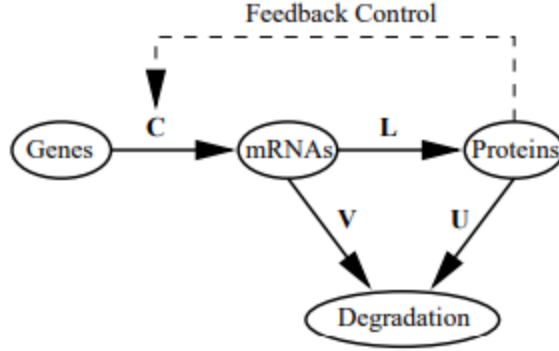 Feedback Control
C
L
Genes
mRNAs
Proteins
V
U
Degradation